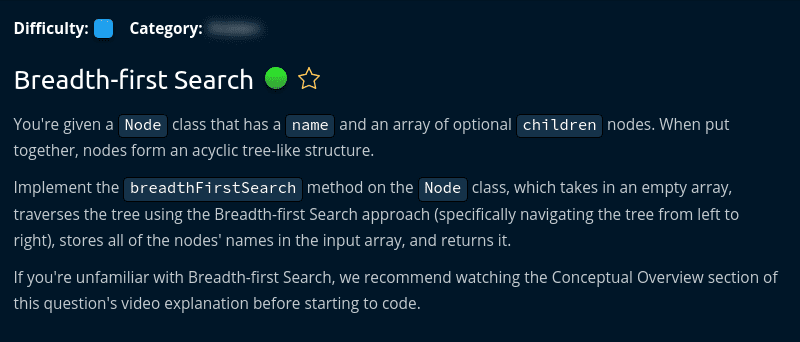 Difficulty: Category:
Breadth-first Search
You're given a Node class that has a name and an array of optional children nodes. When put
together, nodes form an acyclic tree-like structure.
Implement the breadthFirstSearch method on the Node class, which takes in an empty array,
traverses the tree using the Breadth-first Search approach (specifically navigating the tree from left to
right), stores all of the nodes' names in the input array, and returns it.
If you're unfamiliar with Breadth-first Search, we recommend watching the Conceptual Overview section of
this question's video explanation before starting to code.